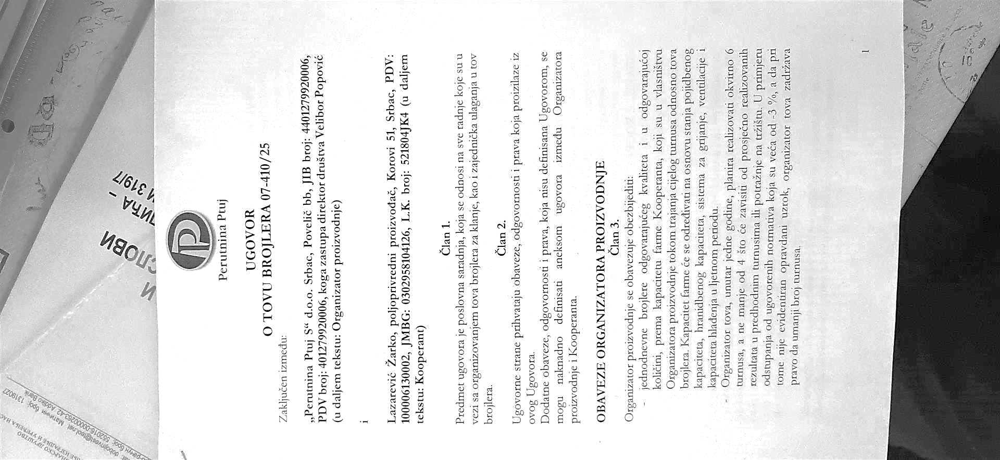 Perutnina Ptuj
UGOVOR
O TOVU BROJLERA 07-410/25
Zaključen između:
„Perutnina Ptuj S“ d.o.o. Srbac, Povelič bb, JIB broj: 4401279920006,
PDV broj: 401279920006, koga zastupa direktor društva Velibor Popović
(u daljem tekstu: Organizator proizvodnje)
i
Lazarević Žarko, poljoprivredni proizvođač, Korovi 51, Srbac, PDV:
100006130002, JMBG: 0302958104126, L.K. broj: 521804JK4 (u daljem
tekstu: Kooperant)
Član 1.
Predmet ugovora je poslovna saradnja, koja se odnosi na sve radnje koje su u
vezi sa organizovanjem tova brojlera za klanje, kao i zajednička ulaganja u tov
brojlera.
Član 2.
Ugovorne strane prihvataju obaveze, odgovornosti i prava koja proizilaze iz
ovog Ugovora.
Dodatne obaveze, odgovornosti i prava, koja nisu definisana Ugovorom, se
mogu naknadno definisati aneksom ugovora između Organizatora
proizvodnje i Kooperanta.
OBAVEZE ORGANIZATORA PROIZVODNJE
Član 3.
Organizator proizvodnje se obavezuje obezbijediti:
- jednodnevne brojlere odgovarajućeg kvaliteta i u odgovarajućoj
količini, prema kapacitetu farme Kooperanta, koji su u vlasništvu
Organizatora proizvodnje tokom trajanja cijelog turnusa odnosno tova
brojlera. Kapacitet farme će se određivati na osnovu stanja pojidbenog
kapaciteta, hranidbenog kapaciteta, sistema za grijanje, ventilacije i
kapaciteta hlađenja u ljetnom periodu.
- Organizator tova, unutar jedne godine, planira realizovati okvirno 6
turnusa, a ne manje od 4 što će zavisiti od prosječno realizovanih
rezultata u predhodnim turnusima ili potražnje na tržištu. U primjeru
odstupanja od ugovorenih normativa koja su veća od -3 %, a da pri
tome nije evidentiran opravdani uzrok, organizator tova zadržava
pravo da umanji broj turnusa.
1
СЛОВИ
И
И 319/7